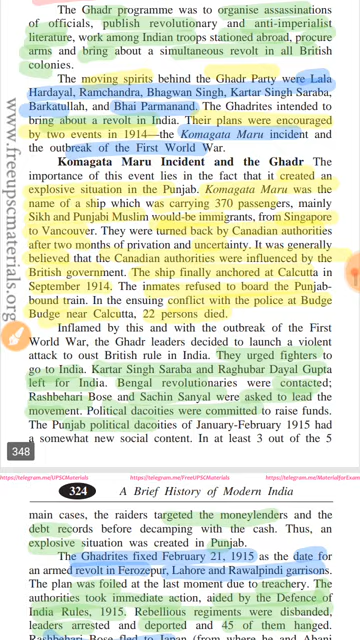 The Ghadr programme was to organise assassinations
of officials, publish revolutionary and anti-imperialist
literature, work among Indian troops stationed abroad, procure
arms and bring about a simultaneous revolt in all British
colonies.
The moving spirits behind the Ghadr Party were Lala
Hardayal, Ramchandra, Bhagwan Singh, Kartar Singh Saraba,
Barkatullah, and Bhai Parmanand. The Ghadrites intended to
bring about a revolt in India. Their plans were encouraged
by two events in 1914—the Komagata Maru incident and
the outbreak of the First World War.
Komagata Maru Incident and the Ghadr The
importance of this event lies in the fact that it created an
explosive situation in the Punjab. Komagata Maru was the
name of a ship which was carrying 370 passengers, mainly
Sikh and Punjabi Muslim would-be immigrants, from Singapore
to Vancouver. They were turned back by Canadian authorities
after two months of privation and uncertainty. It was generally
believed that the Canadian authorities were influenced by the
British government. The ship finally anchored at Calcutta in
September 1914. The inmates refused to board the Punjab-
bound train. In the ensuing conflict with the police at Budge
Budge near Calcutta, 22 persons died.
Inflamed by this and with the outbreak of the First
World War, the Ghadr leaders decided to launch a violent
attack to oust British rule in India. They urged fighters to
go to India. Kartar Singh Saraba and Raghubar Dayal Gupta
left for India. Bengal revolutionaries were contacted;
Rashbehari Bose and Sachin Sanyal were asked to lead the
movement. Political dacoities were committed to raise funds.
The Punjab political dacoities of January-February 1915 had
a somewhat new social content. In at least 3 out of the 5
www.freeupscmaterials.org
348
https://telegram.me/UPSCMaterials
https://telegram.me/FreeUPSCMaterials
https://telegram.me/MaterialforExam
324 A Brief History of Modern India
main cases, the raiders targeted the moneylenders and the
debt records before decamping with the cash. Thus, an
explosive situation was created in Punjab.
The Ghadrites fixed February 21, 1915 as the date for
an armed revolt in Ferozepur, Lahore and Rawalpindi garrisons.
The plan was foiled at the last moment due to treachery. The
authorities took immediate action, aided by the Defence of
India Rules, 1915. Rebellious regiments were disbanded,
leaders arrested and deported and 45 of them hanged.
Rashbehari Bose fled to Japan (from where he and Abani